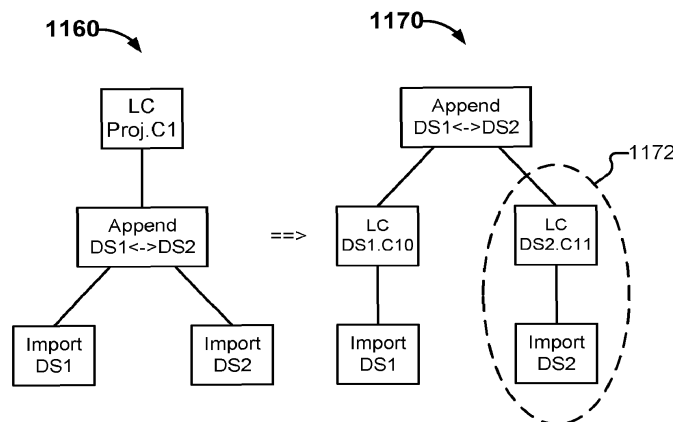 1160
LC
Proj.C1
Append
DS1<->DS2
Import
DS1
Import
DS2
==>
1170
Append
DS1<->DS2
1172
LC
DS1.C10
LC
DS2.C11
Import
DS1
Import
DS2